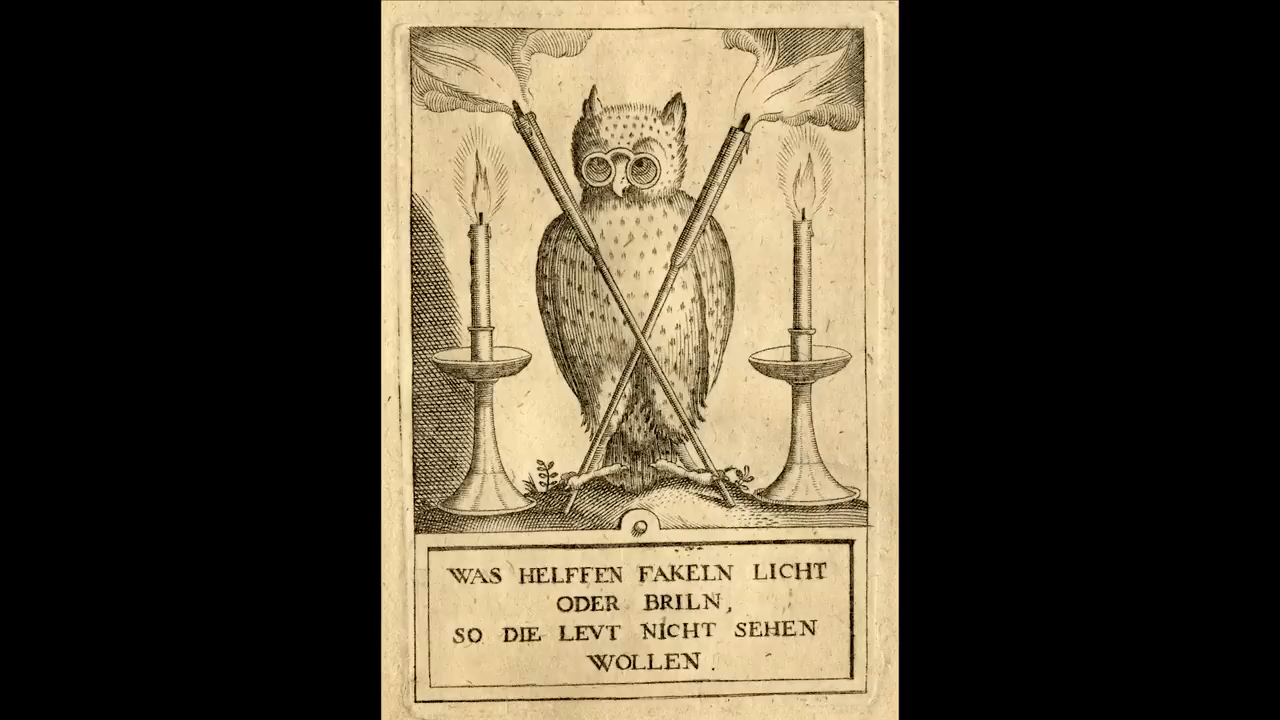 WAS HELFFEN FAKELN LICHT
ODER BRILN,
SO DIE LEVT NICHT SEHEN
WOLLEN.